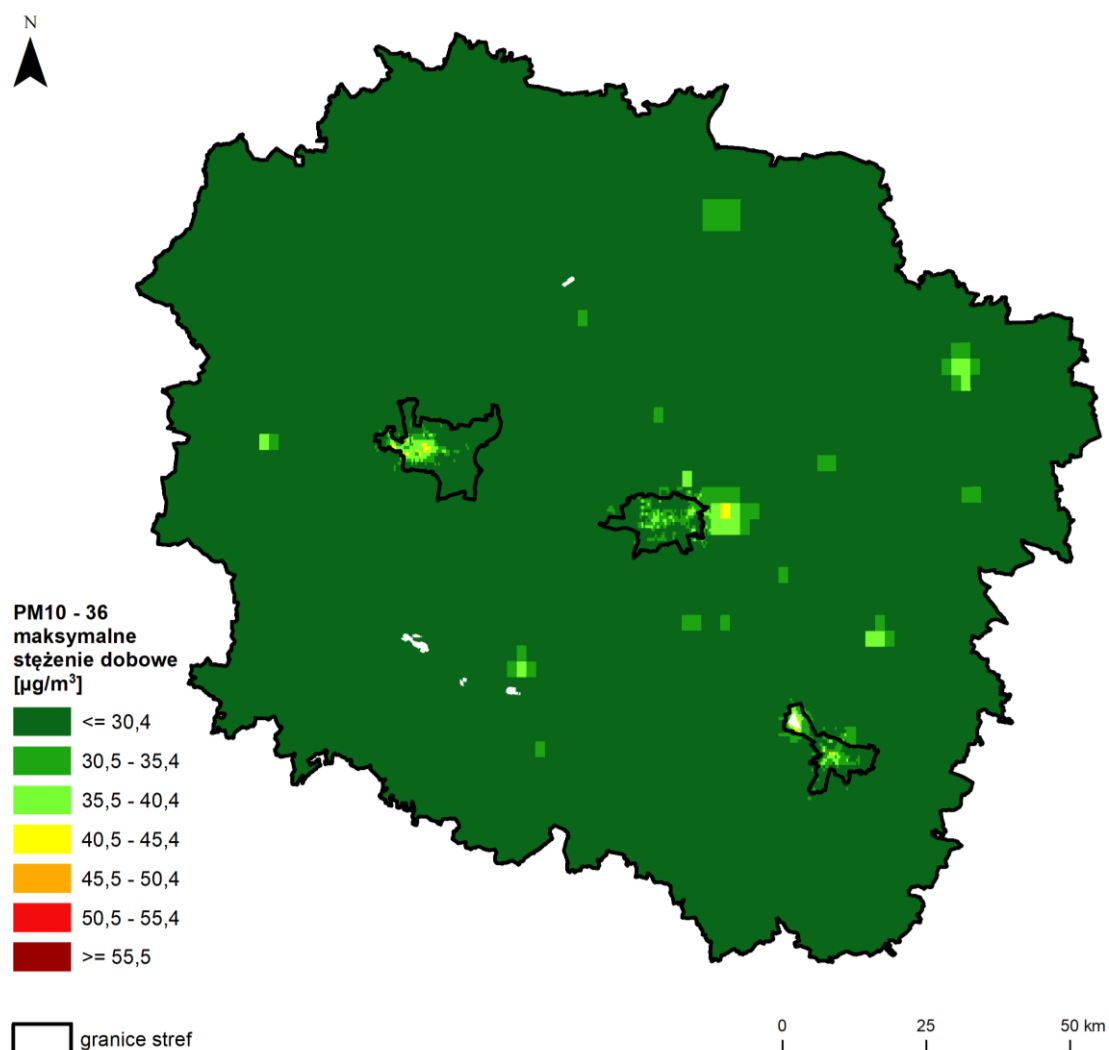 N
PM10 - 36
maksymalne
stężenie dobowe
[µg/m³]
<= 30,4
30,5 - 35,4
35,5 - 40,4
40,5 - 45,4
45,5 - 50,4
50,5 - 55,4
>= 55,5
granice stref
0 25 50 km